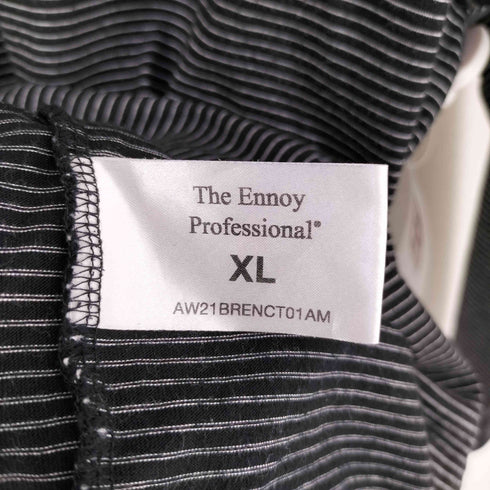 The Ennoy
Professional®
XL
AW21BRENCT01AM